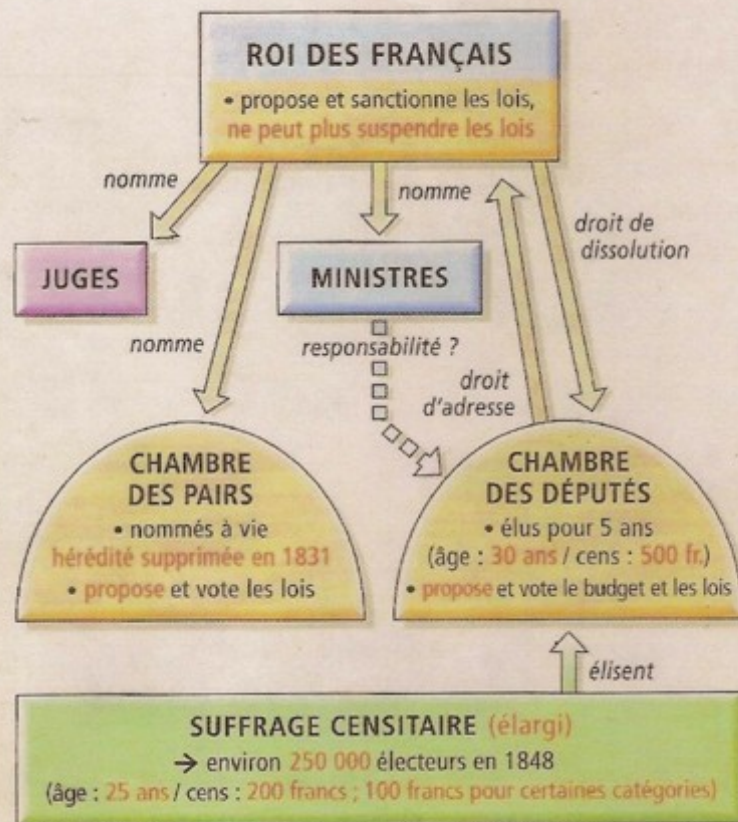 ROI DES FRANÇAIS
• propose et sanctionne les lois,
ne peut plus suspendre les lois
nomme
nomme
droit de
dissolution
JUGES
MINISTRES
nomme
responsabilité ?
droit
d'adresse
CHAMBRE
DES PAIRS
• nommés à vie
hérédité supprimée en 1831
• propose et vote les lois
CHAMBRE
DES DÉPUTÉS
• élus pour 5 ans
(âge : 30 ans / cens : 500 fr.)
• propose et vote le budget et les lois
élisent
SUFFRAGE CENSITAIRE (élargi)
→ environ 250 000 électeurs en 1848
(âge : 25 ans / cens : 200 francs ; 100 francs pour certaines catégories)